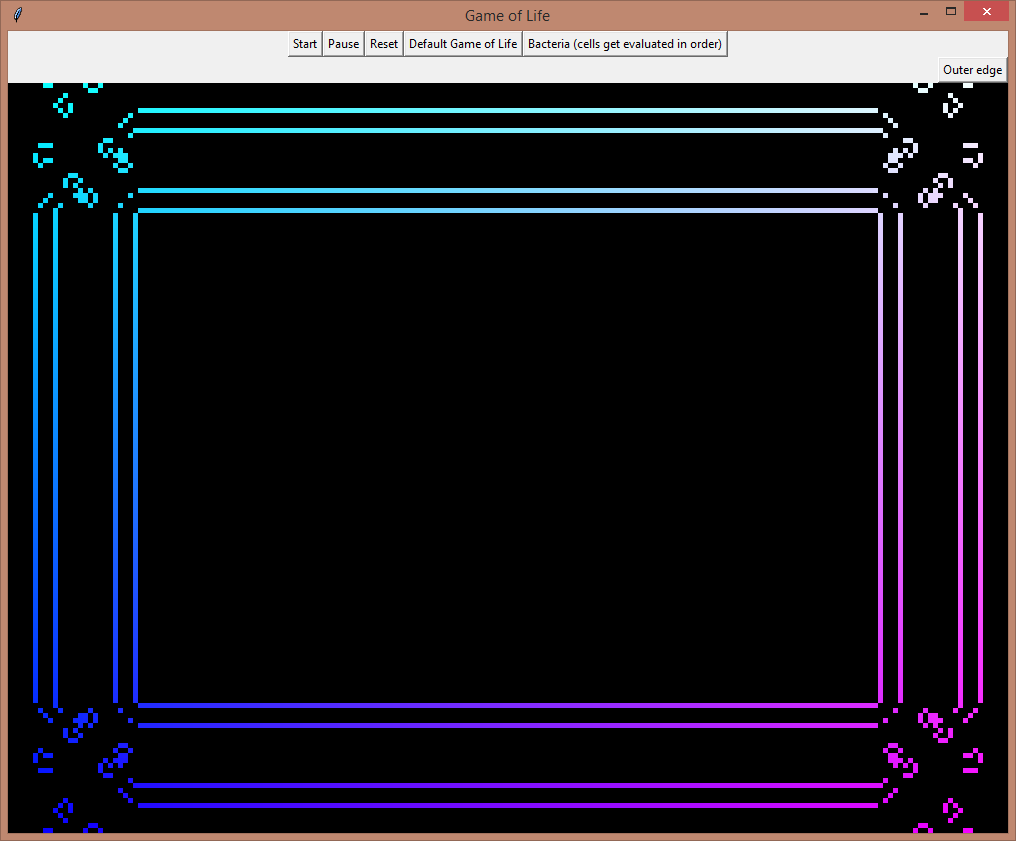 Game of Life
Start Pause Reset Default Game of Life Bacteria (cells get evaluated in order)
Outer edge